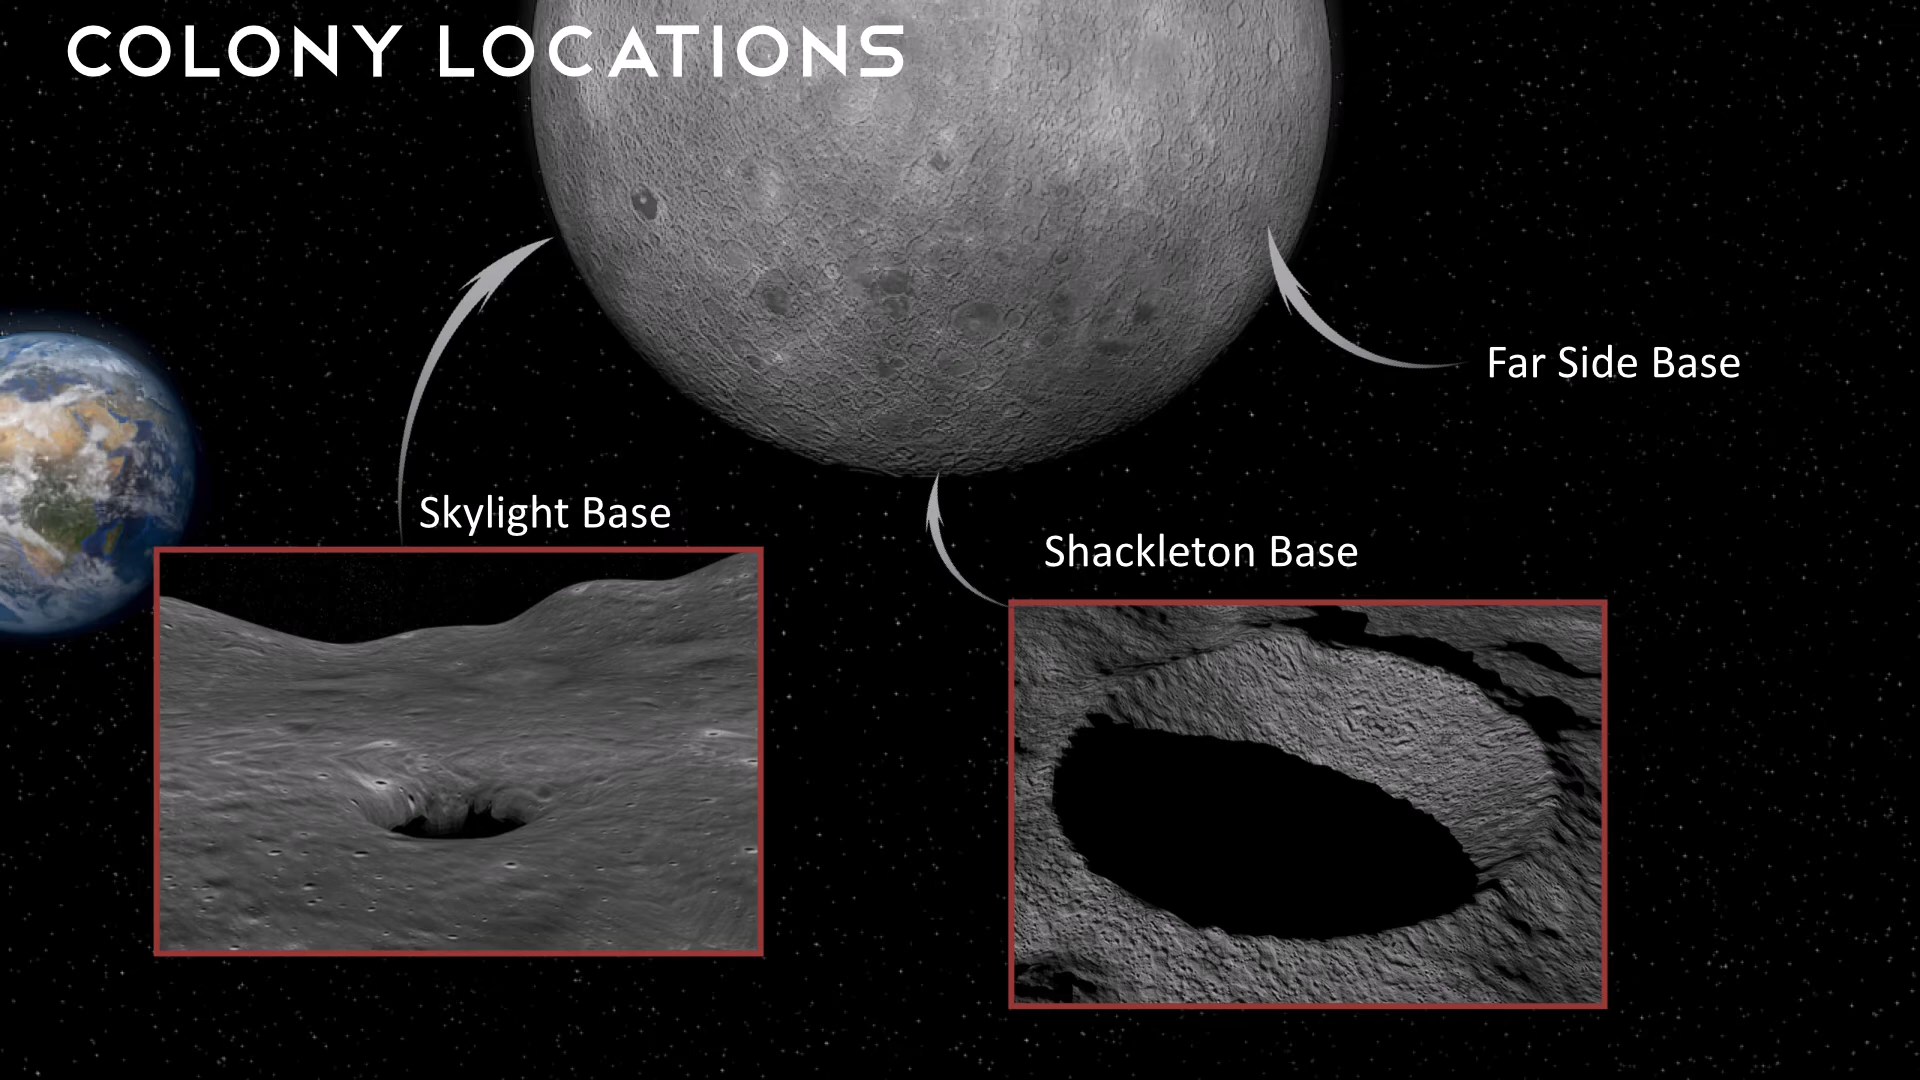 COLONY LOCATIONS
Far Side Base
Skylight Base
Shackleton Base